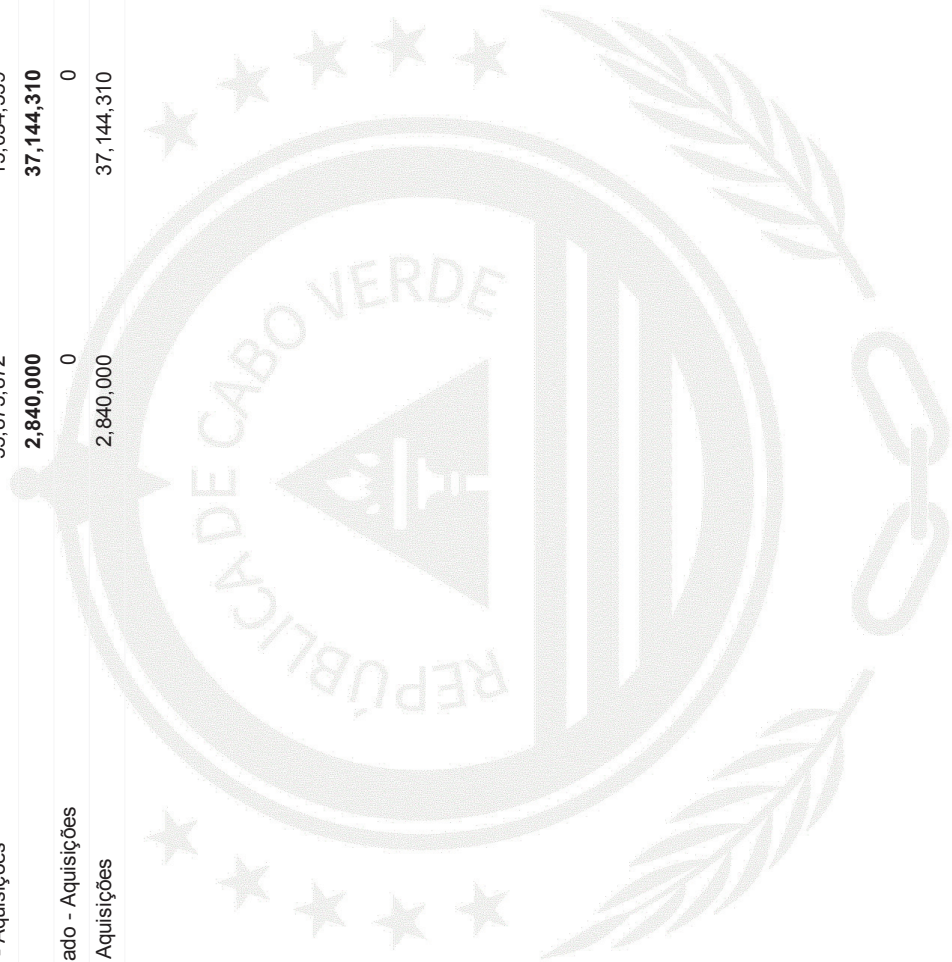 Aquisições
2,840,000 37,144,310
ado - Aquisições 0 0
Aquisições 2,840,000 37,144,310
REPÚBLICA DE CABO VERDE